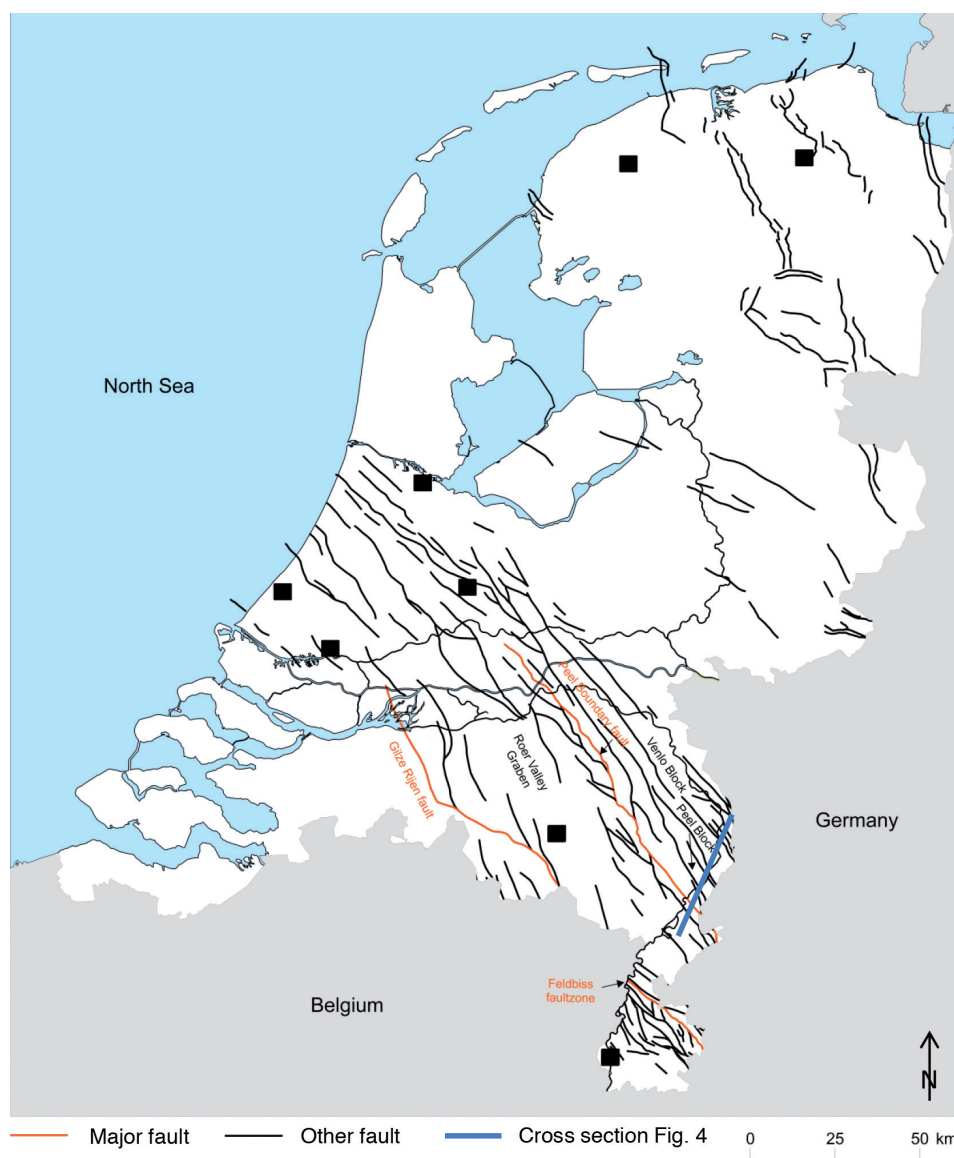 North Sea
Peel Boundary fault
Venlo Block
Roer Valley
Graben
Gilze Rijen fault
Peel Block
Germany
Feldbiss
faultzone
Belgium
N
Major fault
Other fault
Cross section Fig. 4
0 25 50 km